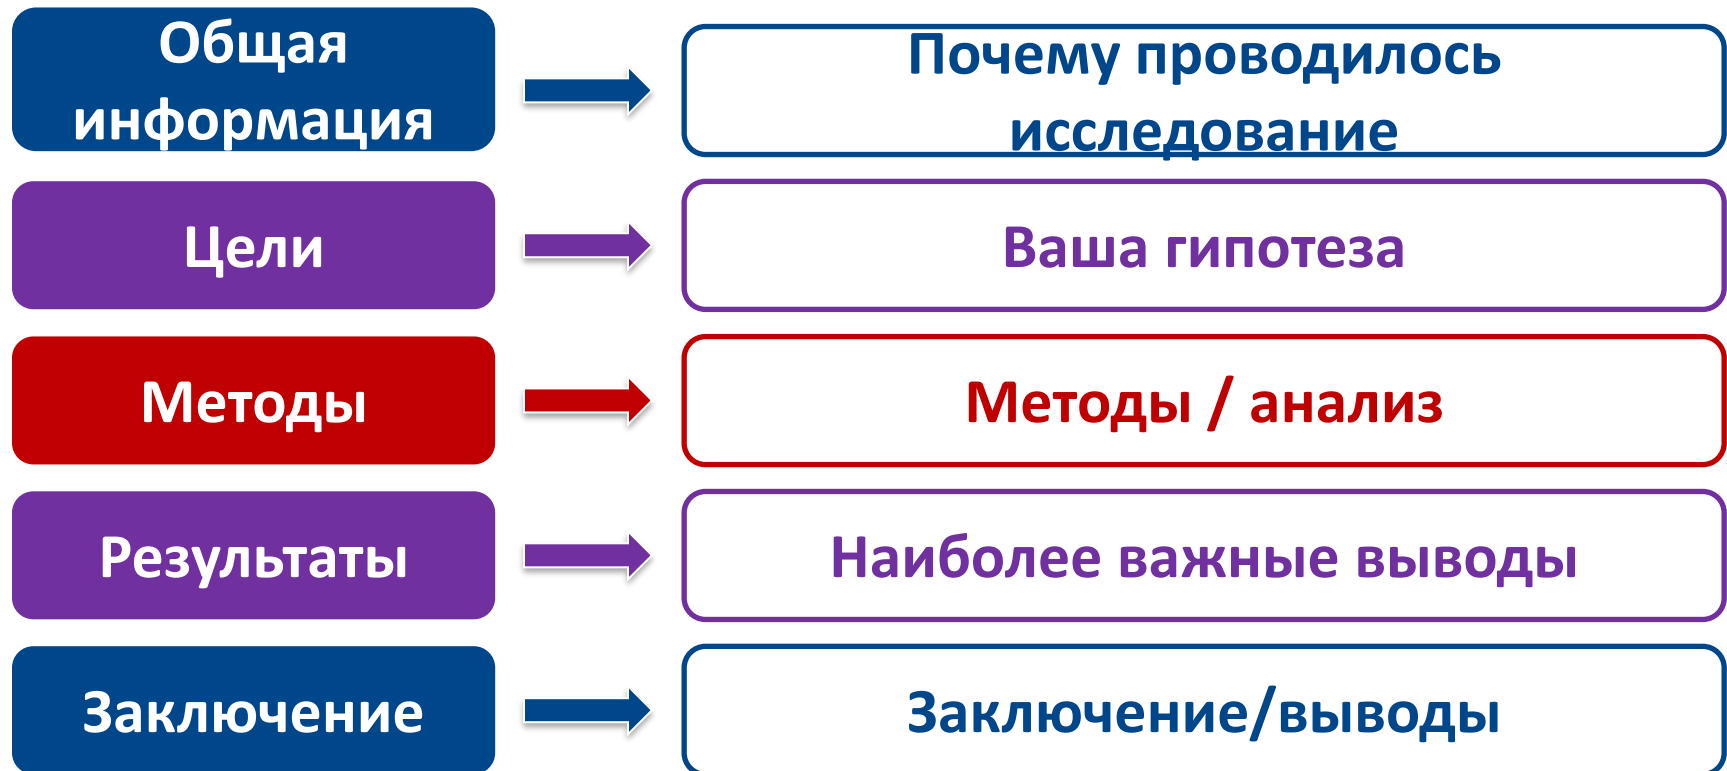 Общая
информация
Почему проводилось
исследование
Цели
Ваша гипотеза
Методы
Методы / анализ
Результаты
Наиболее важные выводы
Заключение
Заключение/выводы